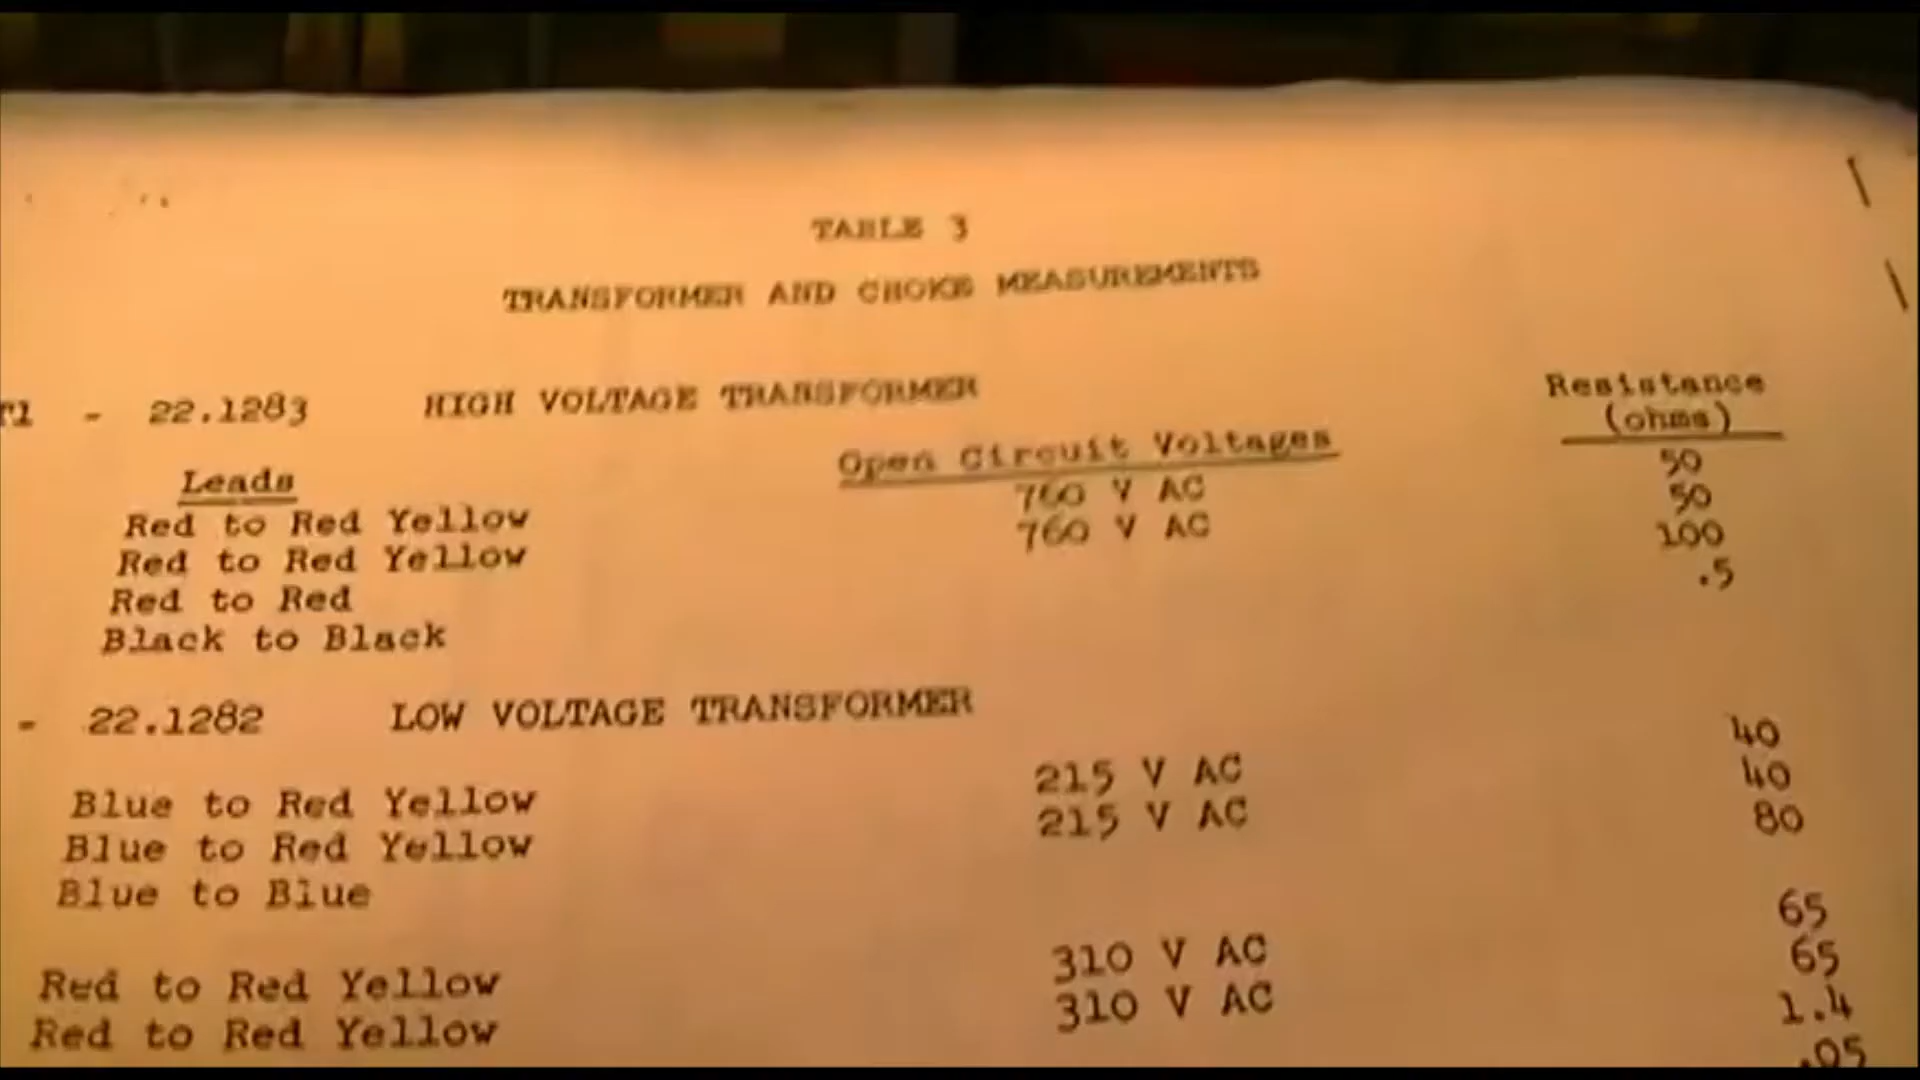 TABLE 3
TRANSFORMER AND CHOKE MEASUREMENTS
T1 - 22.1283 HIGH VOLTAGE TRANSFORMER
Leads Open Circuit Voltages Resistance (ohms)
Red to Red Yellow 760 V AC 50
Red to Red Yellow 760 V AC 50
Red to Red 100
Black to Black .5
- 22.1282 LOW VOLTAGE TRANSFORMER
Blue to Red Yellow 215 V AC 40
Blue to Red Yellow 215 V AC 40
Blue to Blue 80
Red to Red Yellow 310 V AC 65
Red to Red Yellow 310 V AC 65
1.4
.05